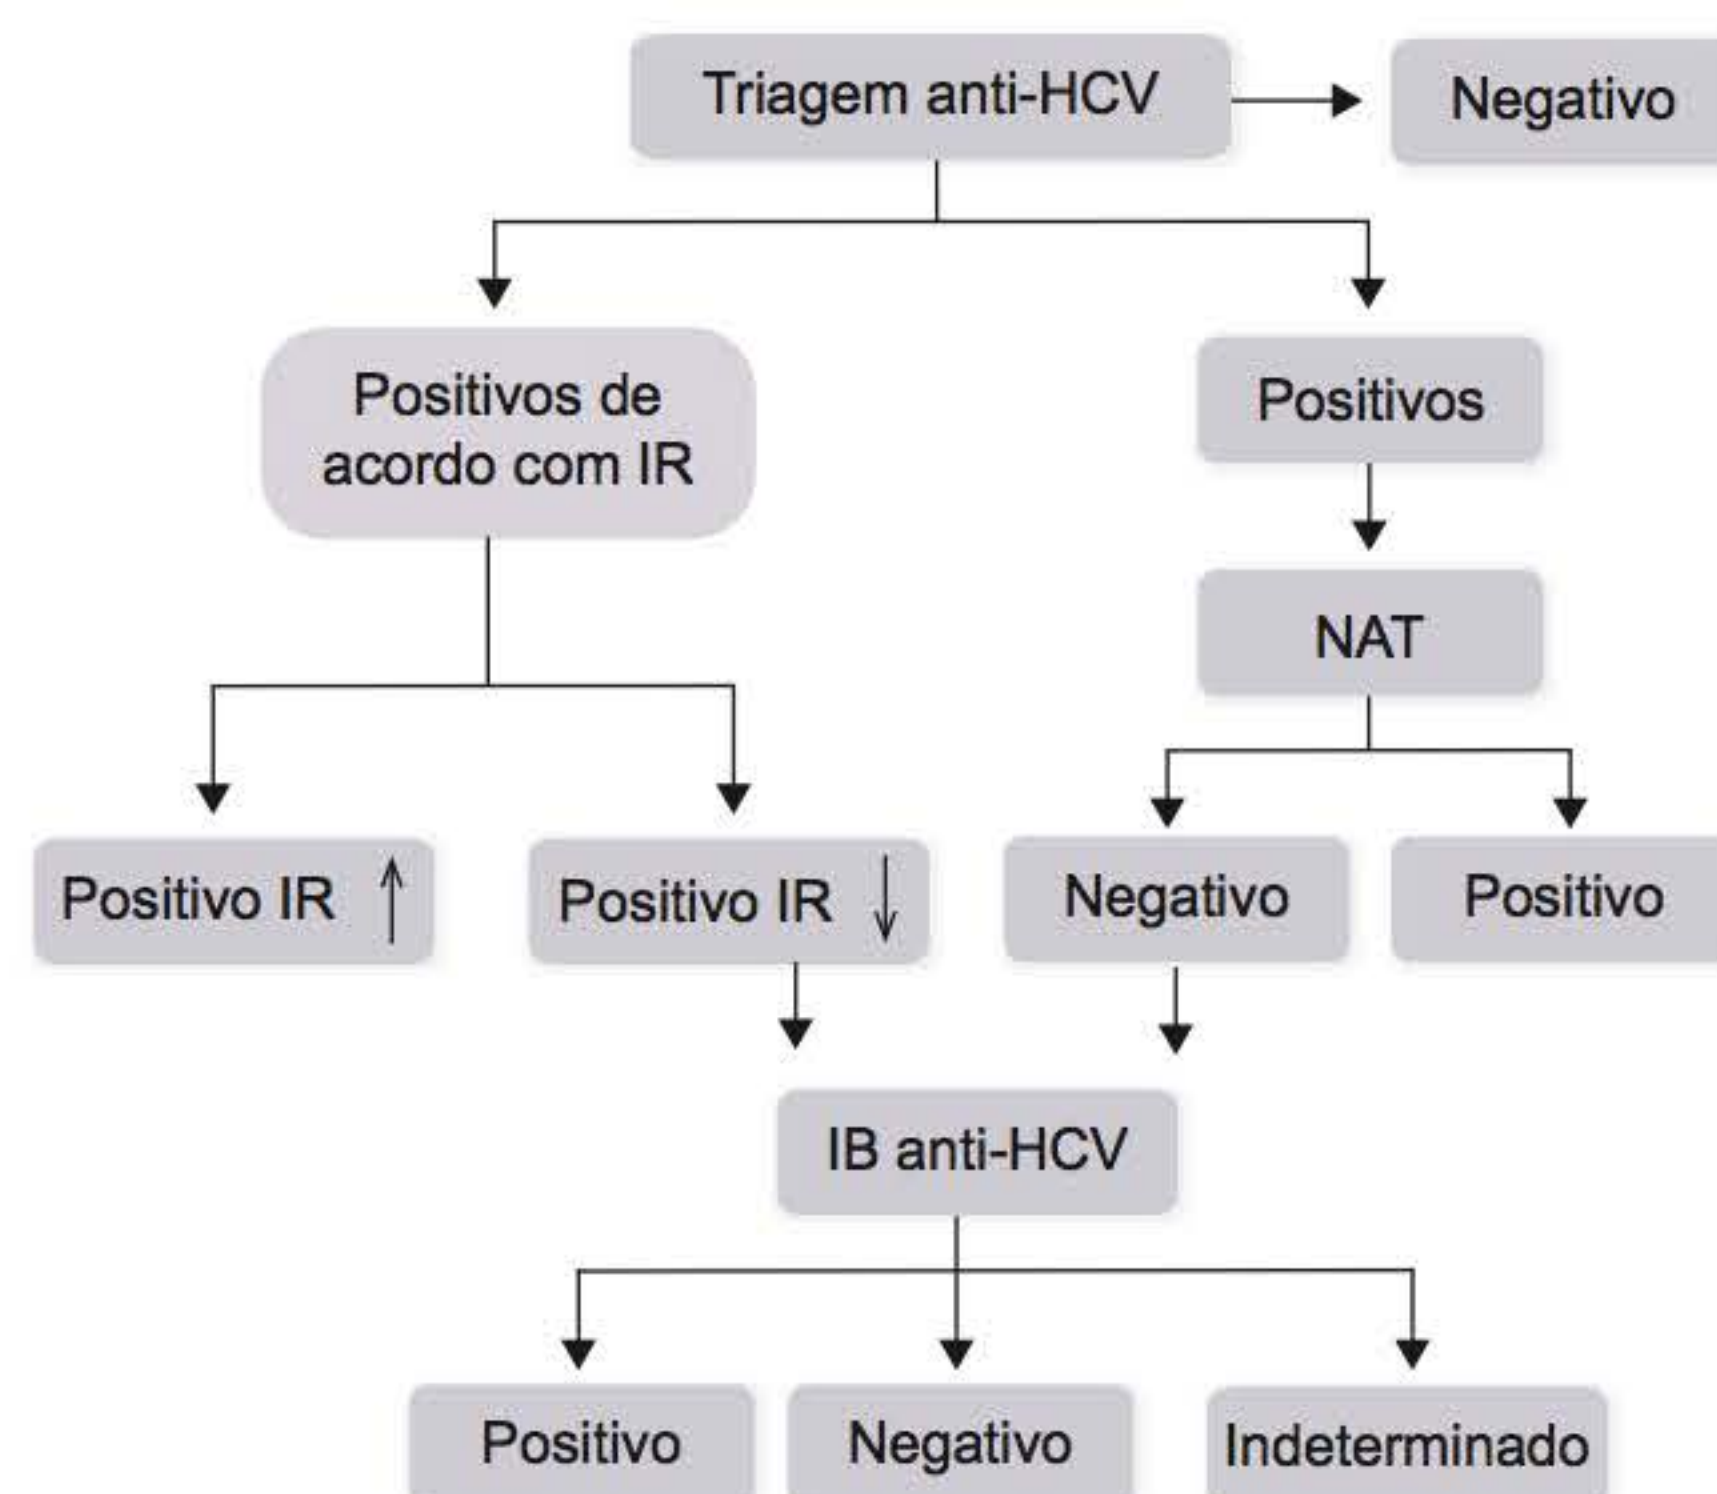 Triagem anti-HCV
Negativo
Positivos de
acordo com IR
Positivos
NAT
Positivo IR ↑
Positivo IR ↓
Negativo
Positivo
IB anti-HCV
Positivo
Negativo
Indeterminado